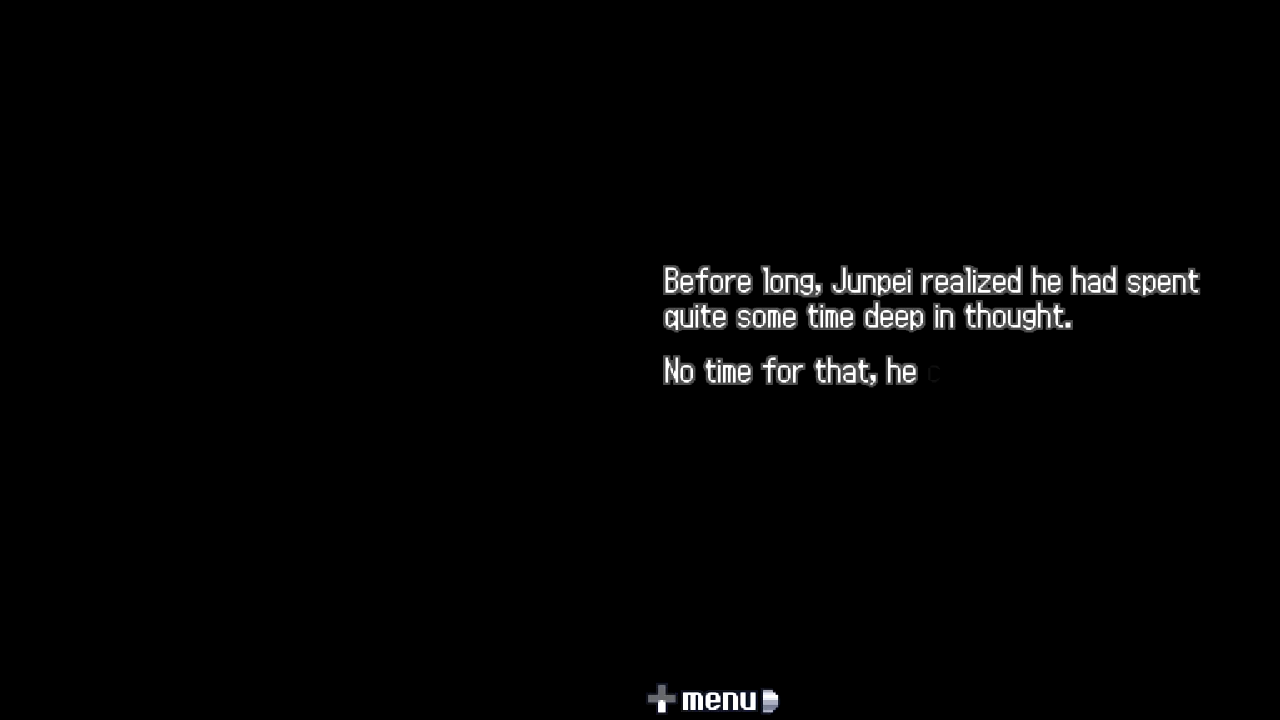 Before long, Junpei realized he had spent
quite some time deep in thought.
No time for that, he
menu